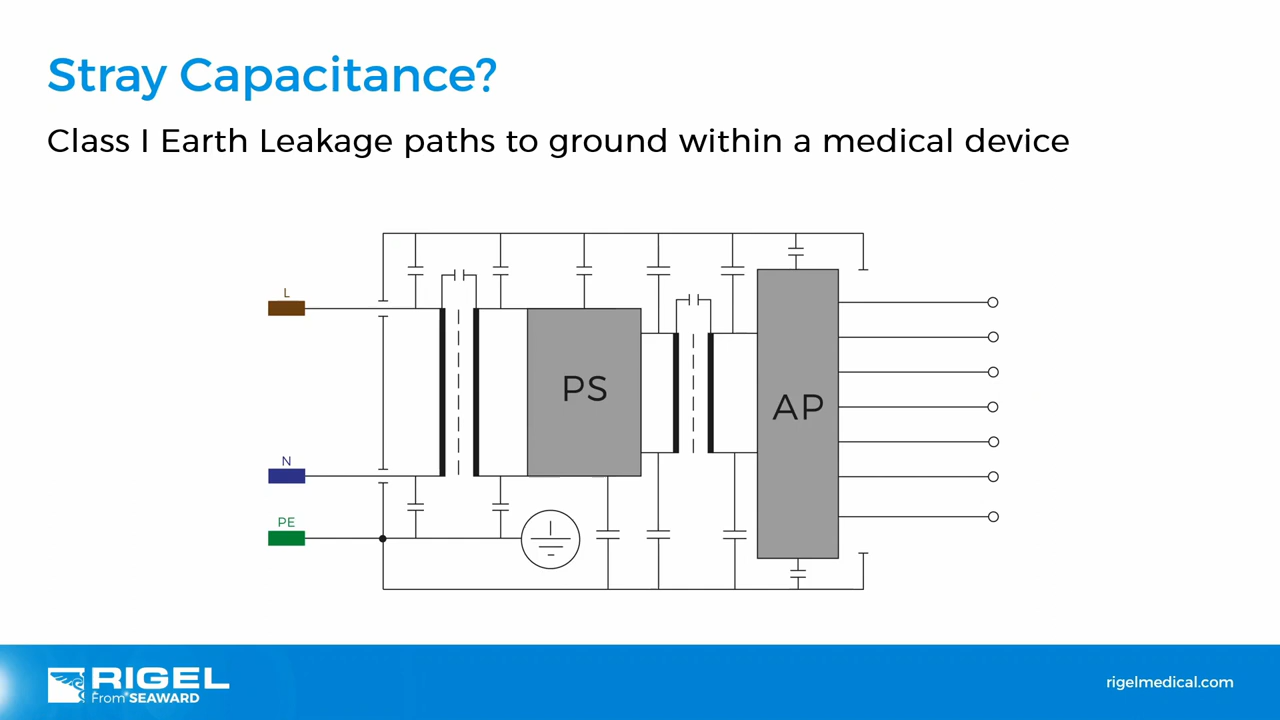 Stray Capacitance?
Class I Earth Leakage paths to ground within a medical device
L
N
PE
PS
AP
RIGEL
From SEAWARD
rigelmedical.com